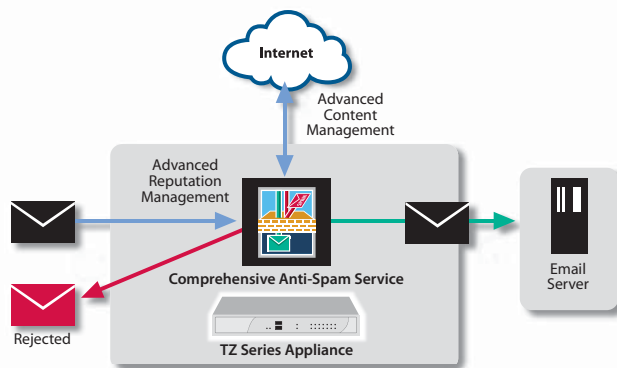 Internet
Advanced
Content
Management
Advanced
Reputation
Management
Comprehensive Anti-Spam Service
Rejected
TZ Series Appliance
Email
Server